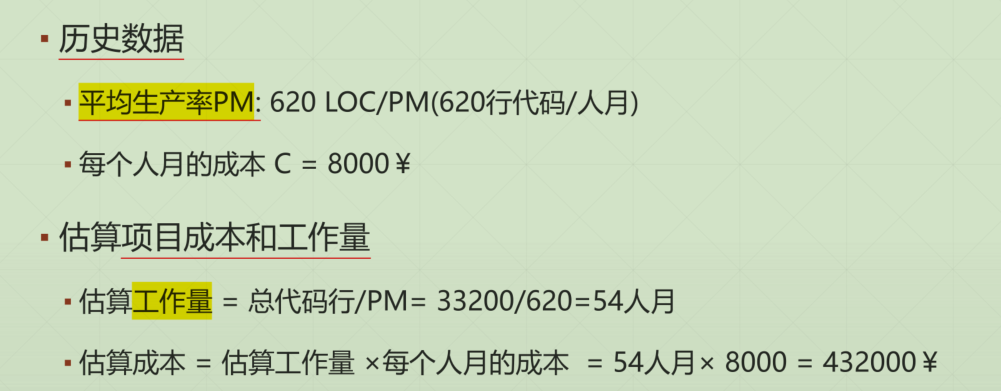 ▪ 历史数据
▪ 平均生产率PM: 620 LOC/PM(620行代码/人月)
▪ 每个人月的成本 C = 8000¥
▪ 估算项目成本和工作量
▪ 估算工作量 = 总代码行/PM= 33200/620=54人月
▪ 估算成本 = 估算工作量 ×每个人月的成本 = 54人月× 8000 = 432000¥